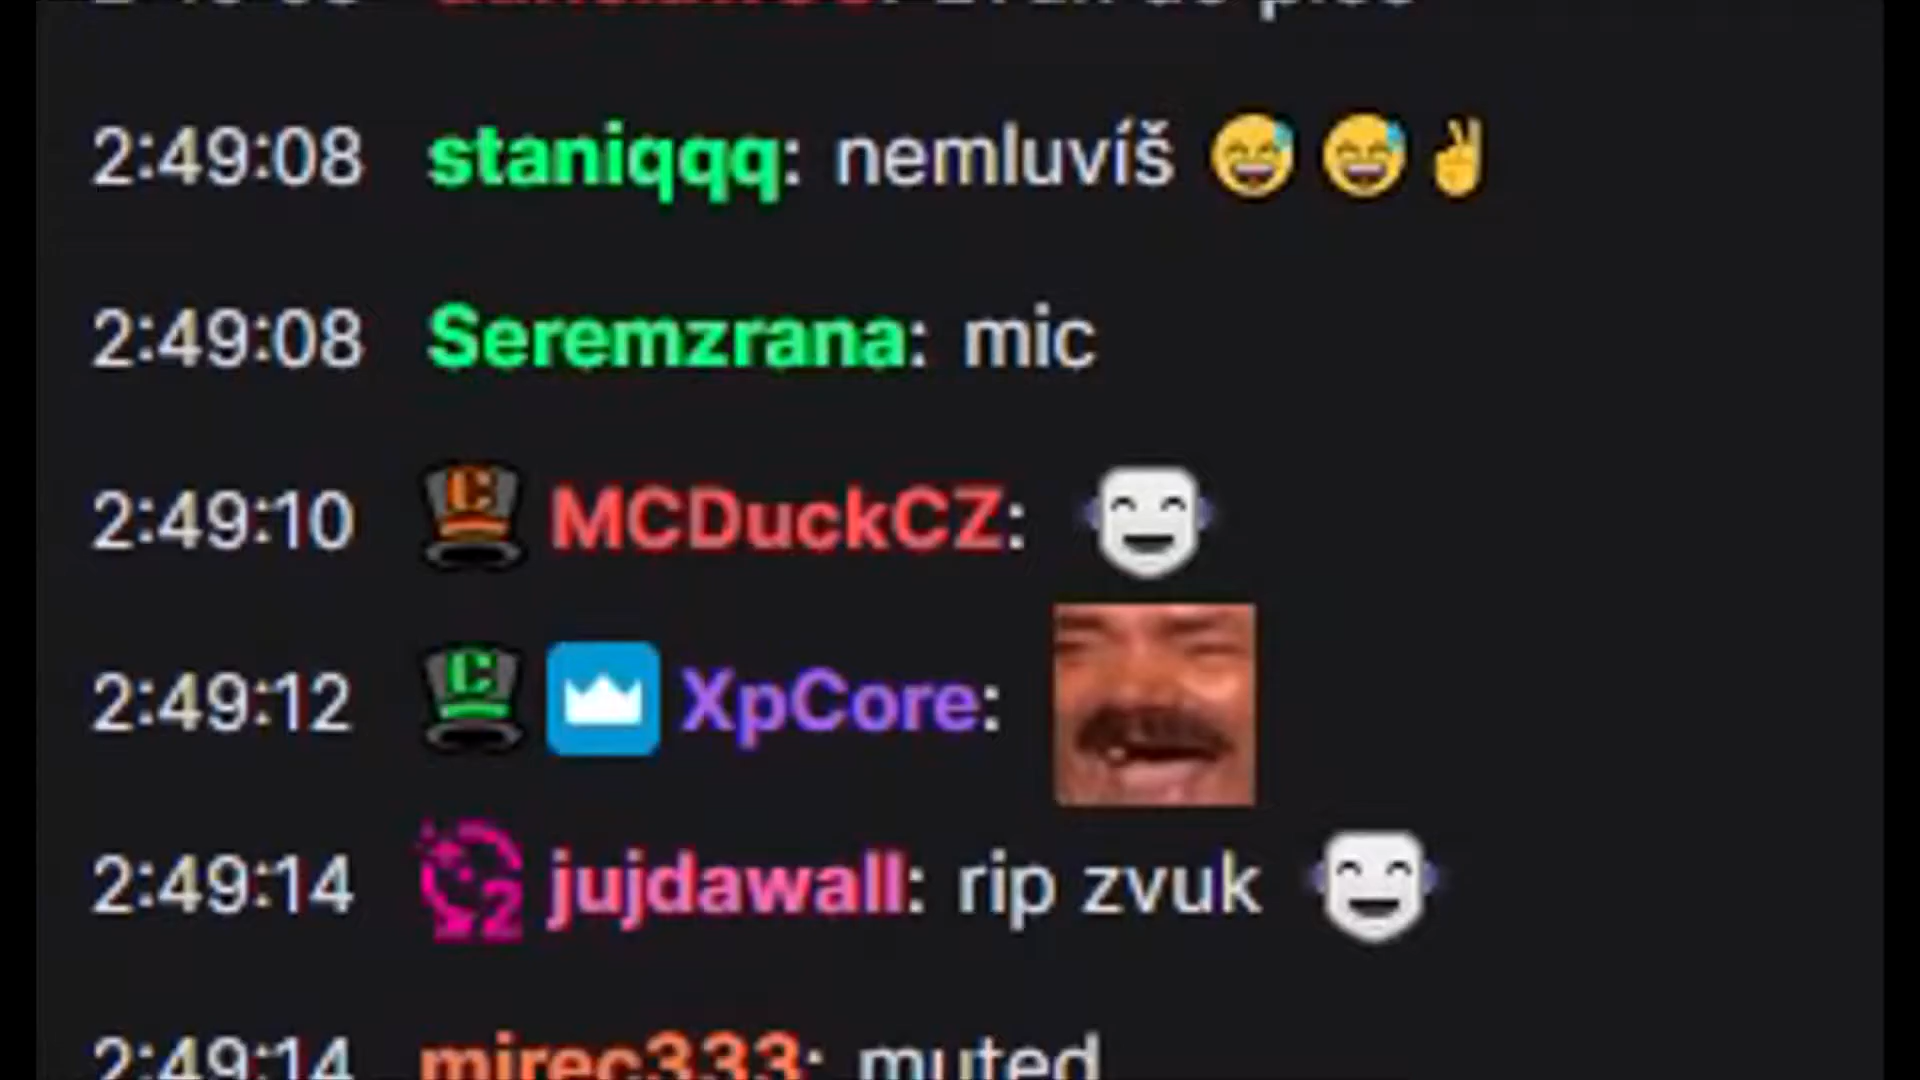 2:49:08 staniqqq: nemluvíš 😅 😅 ✌
2:49:08 Seremzrana: mic
2:49:10 C MCDuckCZ:
2:49:12 C XpCore:
2:49:14 2 jujdawall: rip zvuk
2:49:14 mirec333: muted